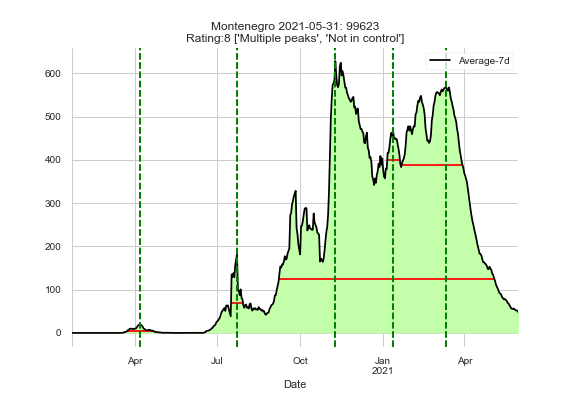 Montenegro 2021-05-31: 99623
Rating:8 ['Multiple peaks', 'Not in control']
Average-7d
600
500
400
300
200
100
0
Apr
Jul
Oct
Jan
2021
Apr
Date